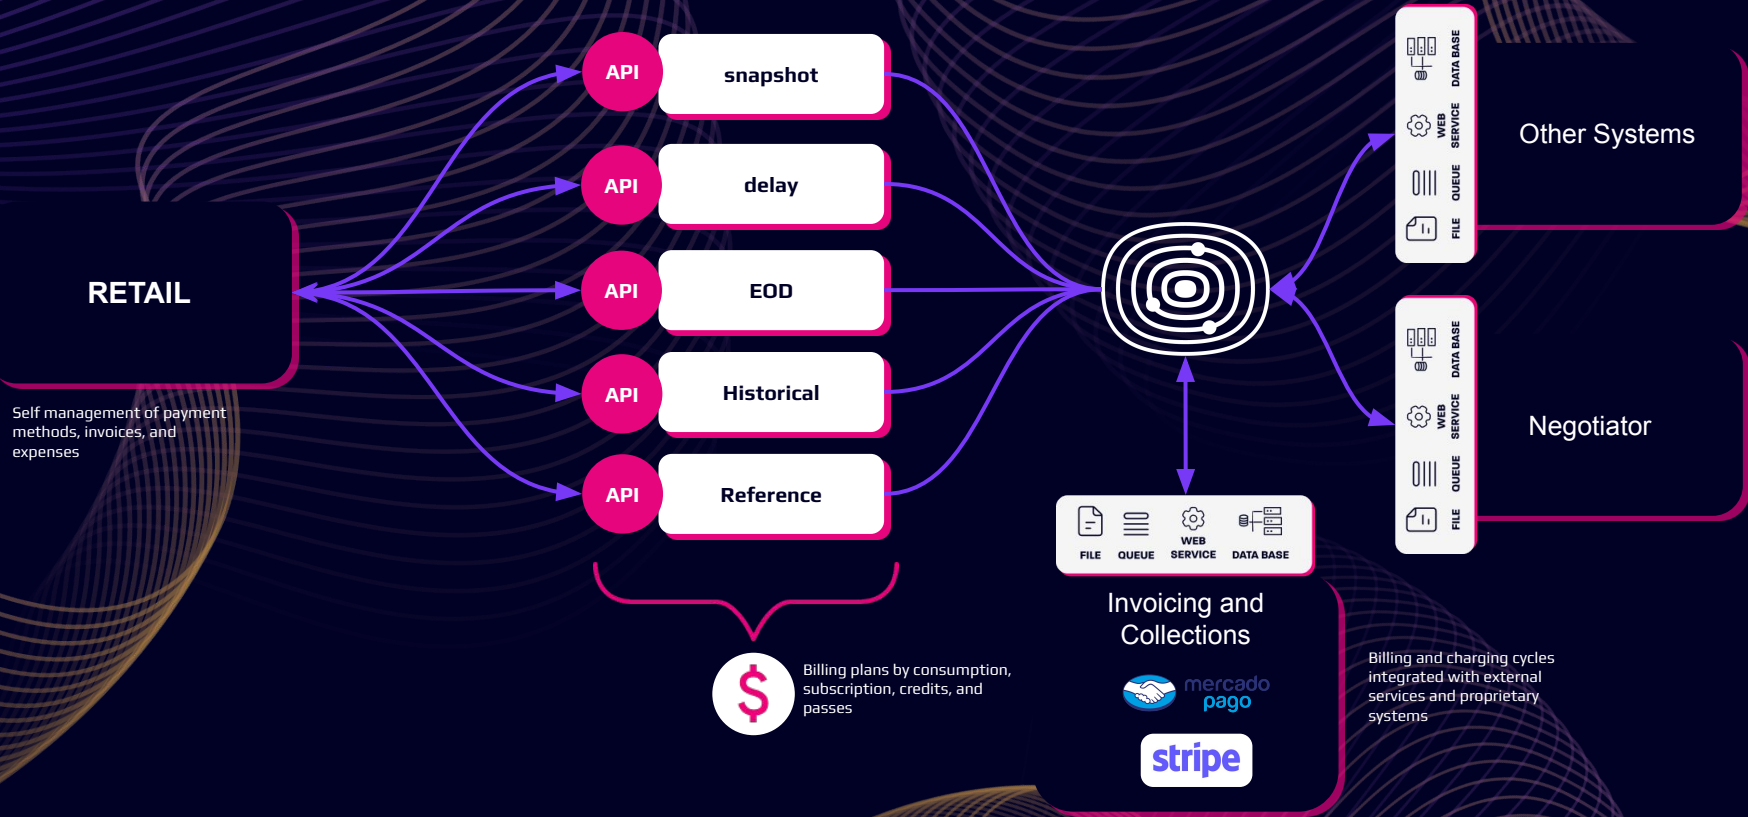 RETAIL
Self management of payment
methods, invoices, and
expenses
API
snapshot
API
delay
API
EOD
API
Historical
API
Reference
$
Billing plans by consumption,
subscription, credits, and
passes
DATA BASE
WEB
SERVICE
QUEUE
FILE
Other Systems
DATA BASE
WEB
SERVICE
QUEUE
FILE
Negotiator
FILE
QUEUE
WEB
SERVICE
DATA BASE
Invoicing and
Collections
mercado
pago
stripe
Billing and charging cycles
integrated with external
services and proprietary
systems